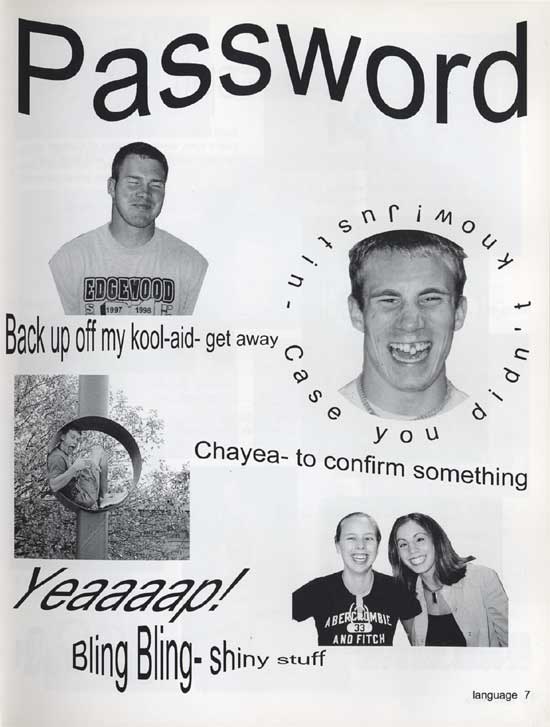 Password
EDGEWOOD
1997 1998
Justin- Case you didn't know!
Back up off my kool-aid- get away
Chayea- to confirm something
ABERCROMBIE
33
AND FITCH
Yeaaaaap!
Bling Bling- shiny stuff
language 7